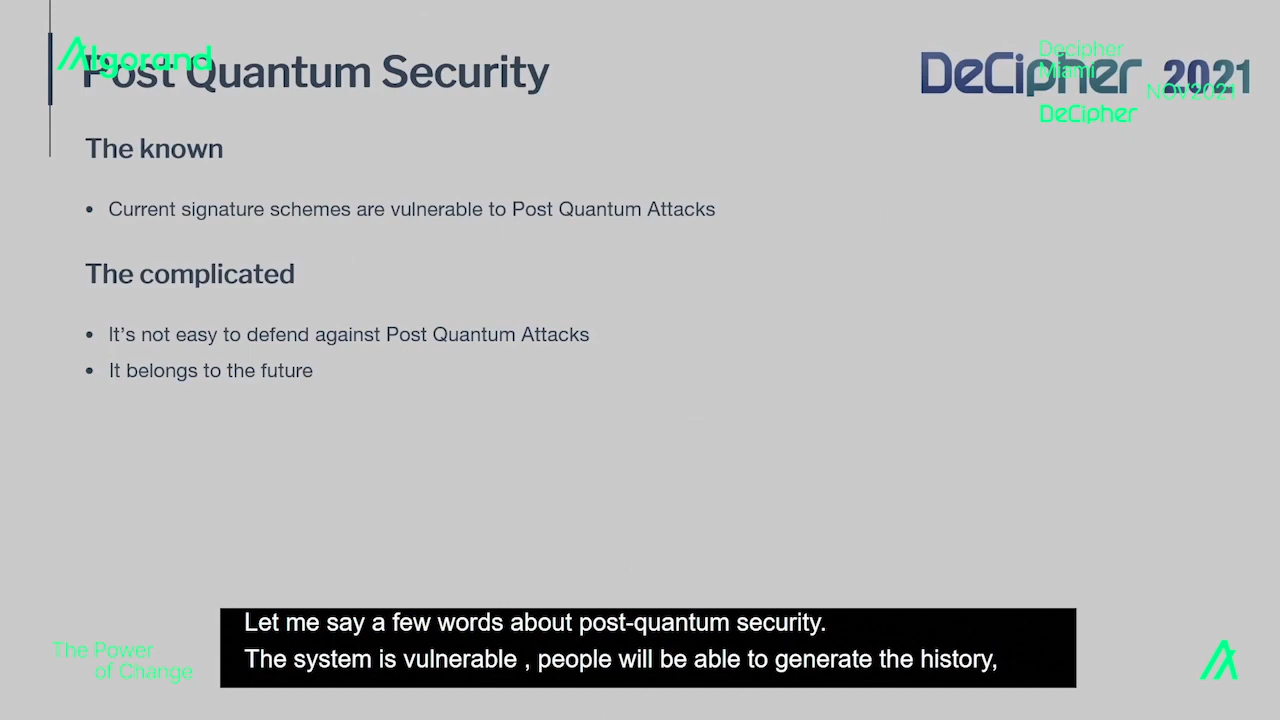 Algorand
Post Quantum Security
DeCipher 2021
Decipher
Miami
NOV2021
DeCipher
The known
• Current signature schemes are vulnerable to Post Quantum Attacks
The complicated
• It's not easy to defend against Post Quantum Attacks
• It belongs to the future
Let me say a few words about post-quantum security.
The system is vulnerable , people will be able to generate the history,
The Power
of Change